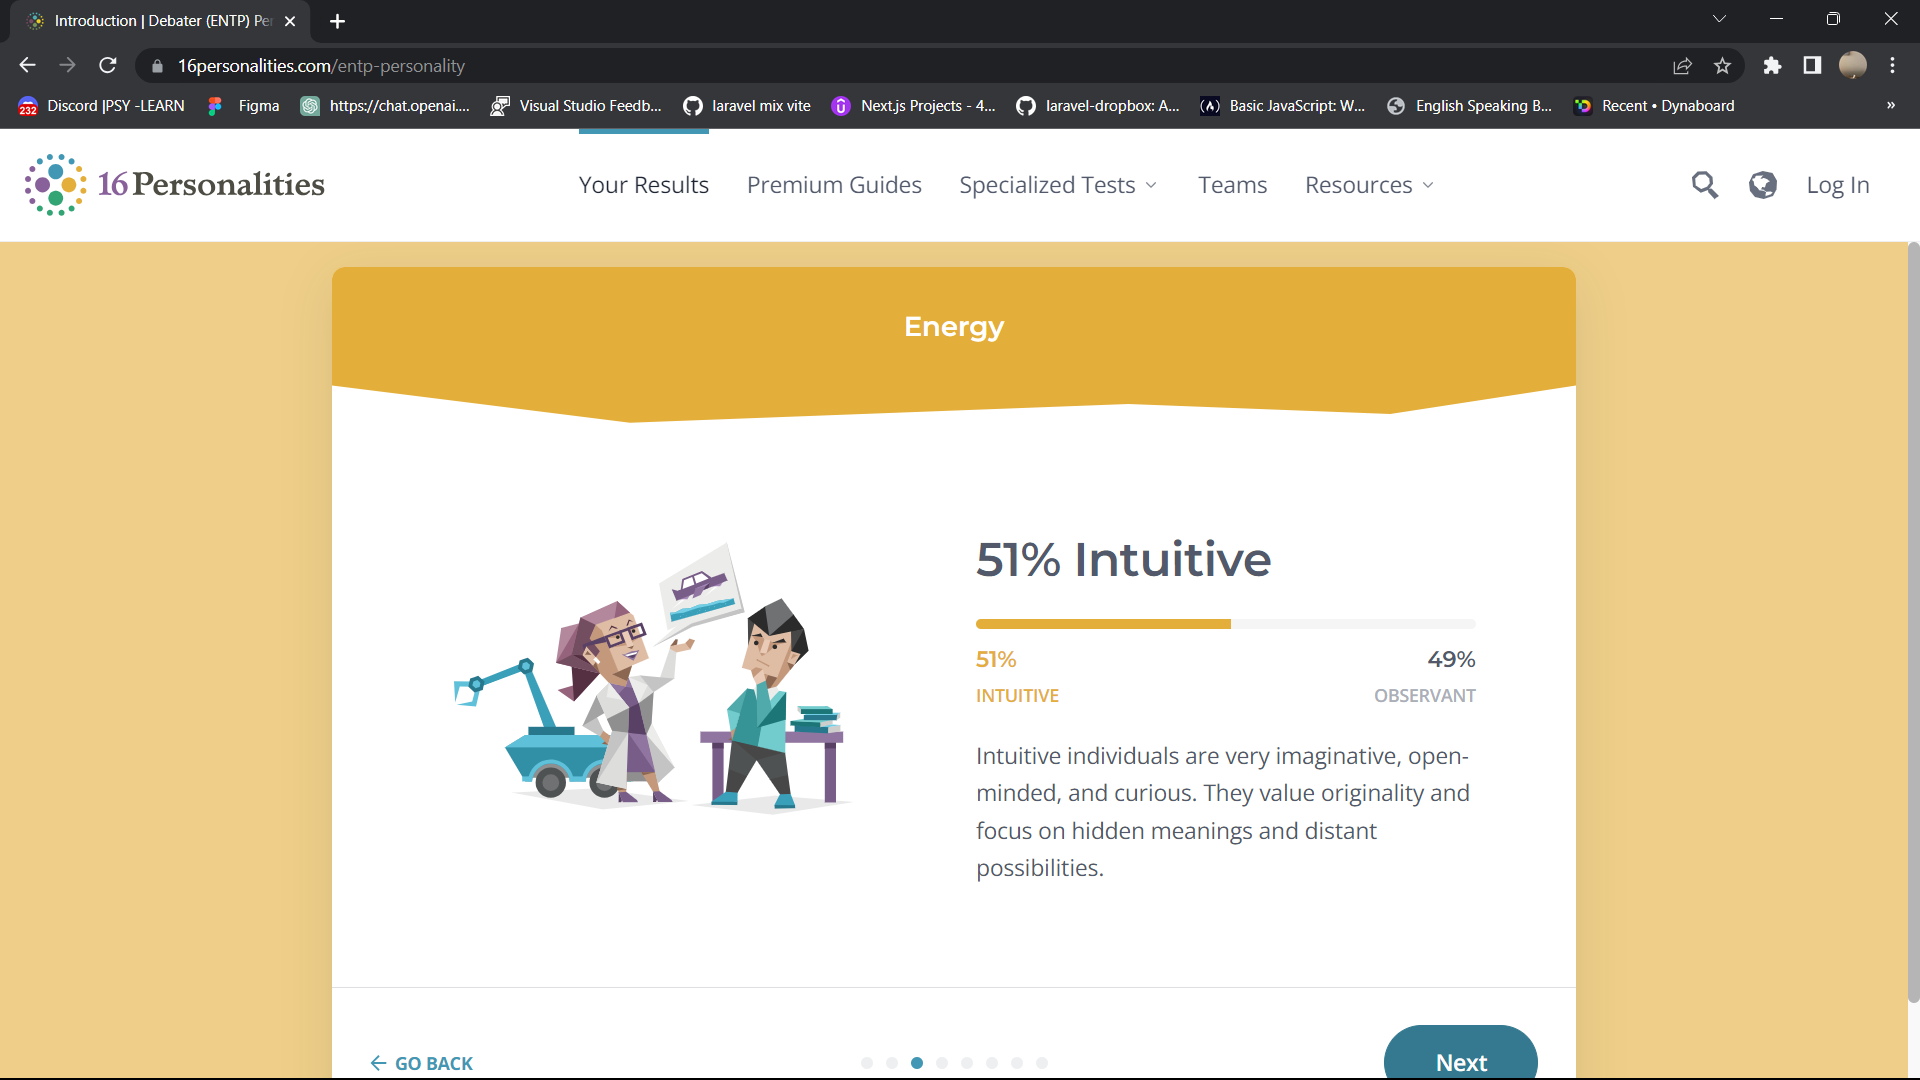 Introduction | Debater (ENTP) Pe
16personalities.com/entp-personality
232
Discord |PSY -LEARN
Figma
https://chat.openai....
Visual Studio Feedb...
laravel mix vite
Next.js Projects - 4...
laravel-dropbox: A...
Basic JavaScript: W...
English Speaking B...
Recent • Dynaboard
»
16Personalities
Your Results
Premium Guides
Specialized Tests
Teams
Resources
Log In
Energy
51% Intuitive
51%
49%
INTUITIVE
OBSERVANT
Intuitive individuals are very imaginative, open-
minded, and curious. They value originality and
focus on hidden meanings and distant
possibilities.
GO BACK
Next